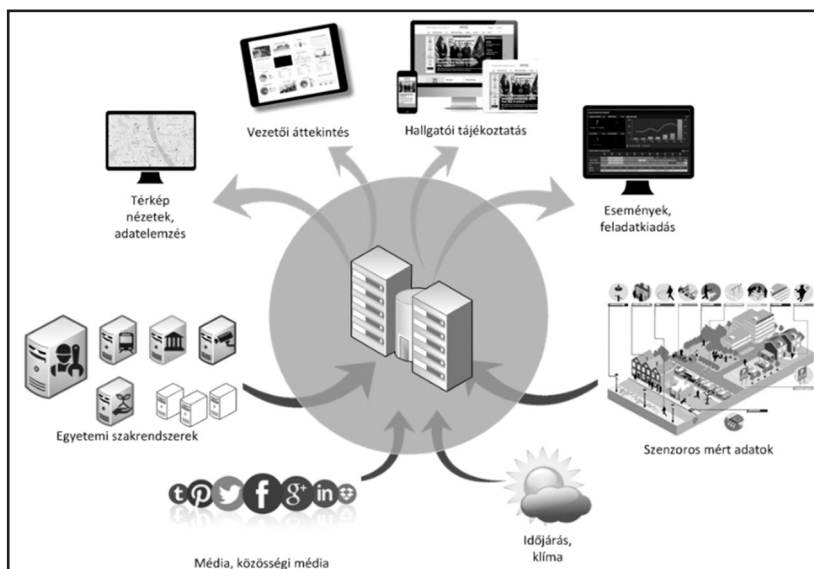 Vezetői áttekintés
Hallgatói tájékoztatás
Térkép
nézetek,
adatelemzés
Események,
feladatkiadás
Egyetemi szakrendszerek
Szenzoros mért adatok
t
f
g+
in
Média, közösségi média
Időjárás,
klíma